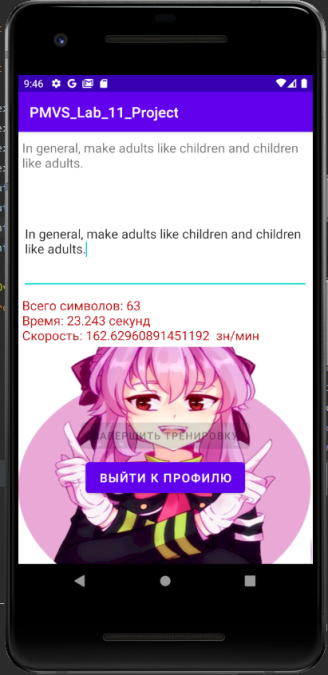 9:46
PMVS_Lab_11_Project
In general, make adults like children and children
like adults.
In general, make adults like children and children
like adults.
Всего символов: 63
Время: 23.243 секунд
Скорость: 162.62960891451192 зн/мин
ЗАВЕРШИТЬ ТРЕНИРОВКУ
ВЫЙТИ К ПРОФИЛЮ